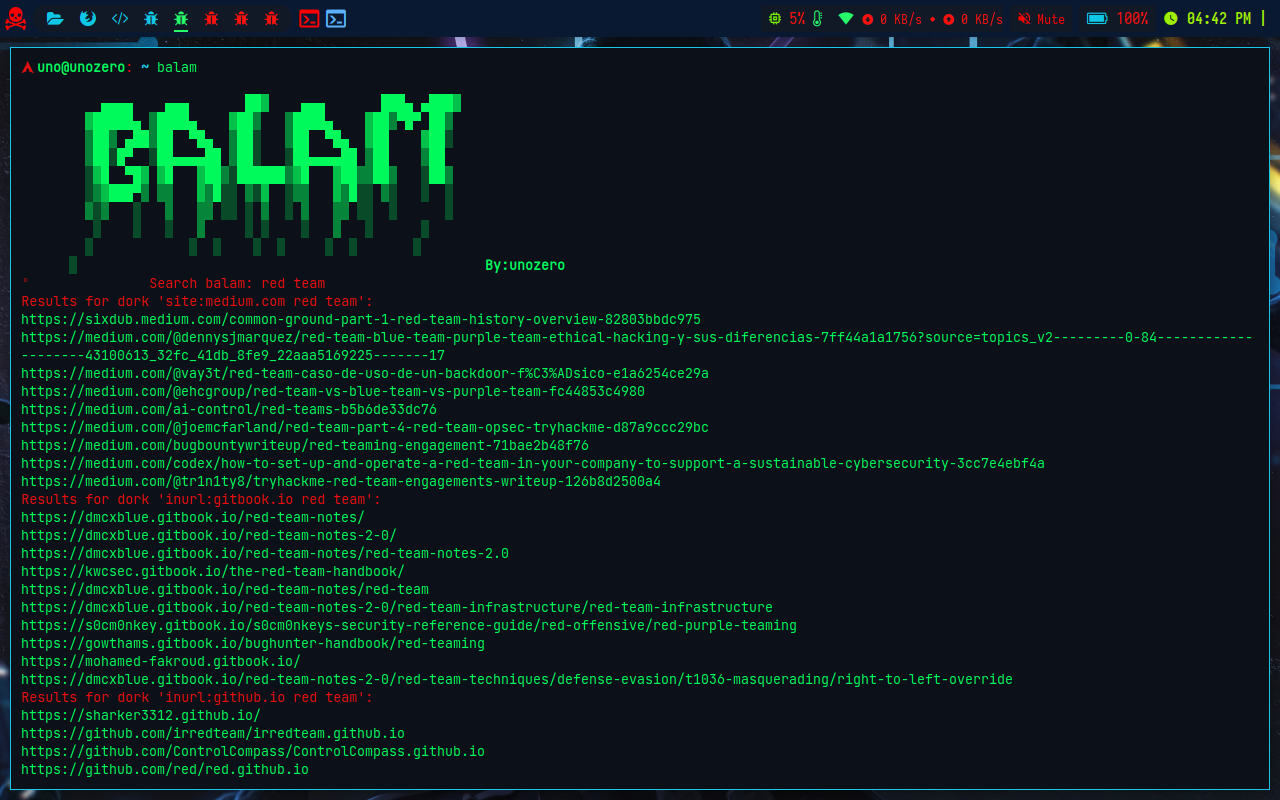 5% 0 KB/s • 0 KB/s Mute 100% 04:42 PM |
uno@unozero: ~ balam
BALAM
By:unozero
° Search balam: red team
Results for dork 'site:medium.com red team':
https://sixdub.medium.com/common-ground-part-1-red-team-history-overview-82803bbdc975
https://medium.com/@dennysjmarquez/red-team-blue-team-purple-team-ethical-hacking-y-sus-diferencias-7ff44a1a1756?source=topics_v2---------0-84------------
--------43100613_32fc_41db_8fe9_22aaa5169225-------17
https://medium.com/@vay3t/red-team-caso-de-uso-de-un-backdoor-f%C3%ADsico-e1a6254ce29a
https://medium.com/@ehcgroup/red-team-vs-blue-team-vs-purple-team-fc44853c4980
https://medium.com/ai-control/red-teams-b5b6de33dc76
https://medium.com/@joemcfarland/red-team-part-4-red-team-opsec-tryhackme-d87a9ccc29bc
https://medium.com/bugbountywriteup/red-teaming-engagement-71bae2b48f76
https://medium.com/codex/how-to-set-up-and-operate-a-red-team-in-your-company-to-support-a-sustainable-cybersecurity-3cc7e4ebf4a
https://medium.com/@tr1n1ty8/tryhackme-red-team-engagements-writeup-126b8d2500a4
Results for dork 'inurl:gitbook.io red team':
https://dmcxblue.gitbook.io/red-team-notes/
https://dmcxblue.gitbook.io/red-team-notes-2-0/
https://dmcxblue.gitbook.io/red-team-notes/red-team-notes-2.0
https://kwcsec.gitbook.io/the-red-team-handbook/
https://dmcxblue.gitbook.io/red-team-notes/red-team
https://dmcxblue.gitbook.io/red-team-notes-2-0/red-team-infrastructure/red-team-infrastructure
https://s0cm0nkey.gitbook.io/s0cm0nkeys-security-reference-guide/red-offensive/red-purple-teaming
https://gowthams.gitbook.io/bughunter-handbook/red-teaming
https://mohamed-fakroud.gitbook.io/
https://dmcxblue.gitbook.io/red-team-notes-2-0/red-team-techniques/defense-evasion/t1036-masquerading/right-to-left-override
Results for dork 'inurl:github.io red team':
https://sharker3312.github.io/
https://github.com/irredteam/irredteam.github.io
https://github.com/ControlCompass/ControlCompass.github.io
https://github.com/red/red.github.io